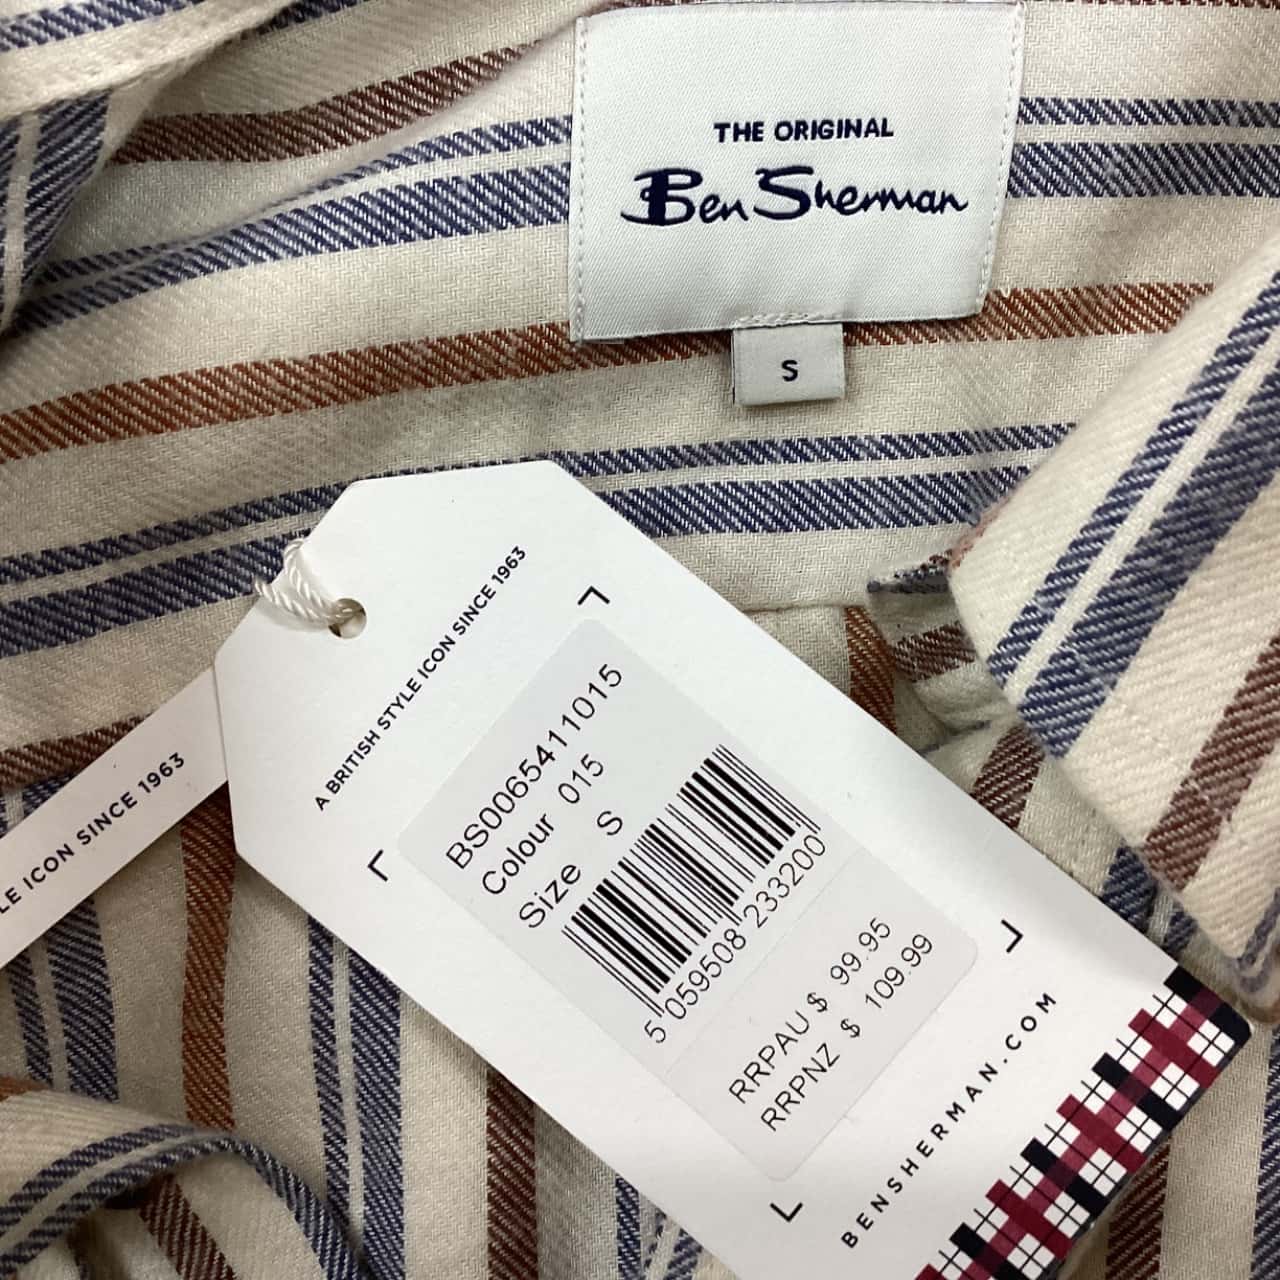 THE ORIGINAL
Ben Sherman
S
A BRITISH STYLE ICON SINCE 1963
BS0065411015
Colour 015
Size S
5 059508 233200
RRPAU $ 99.95
RRPNZ $ 109.99
BENSHERMAN.COM
LE ICON SINCE 1963